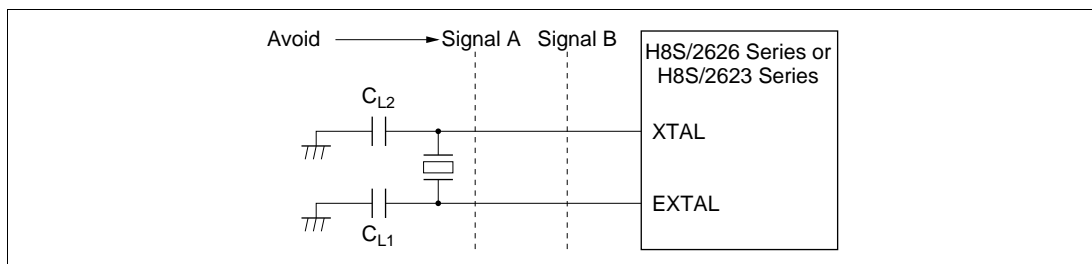 Avoid Signal A Signal B
H8S/2626 Series or
H8S/2623 Series
CL2
XTAL
EXTAL
CL1